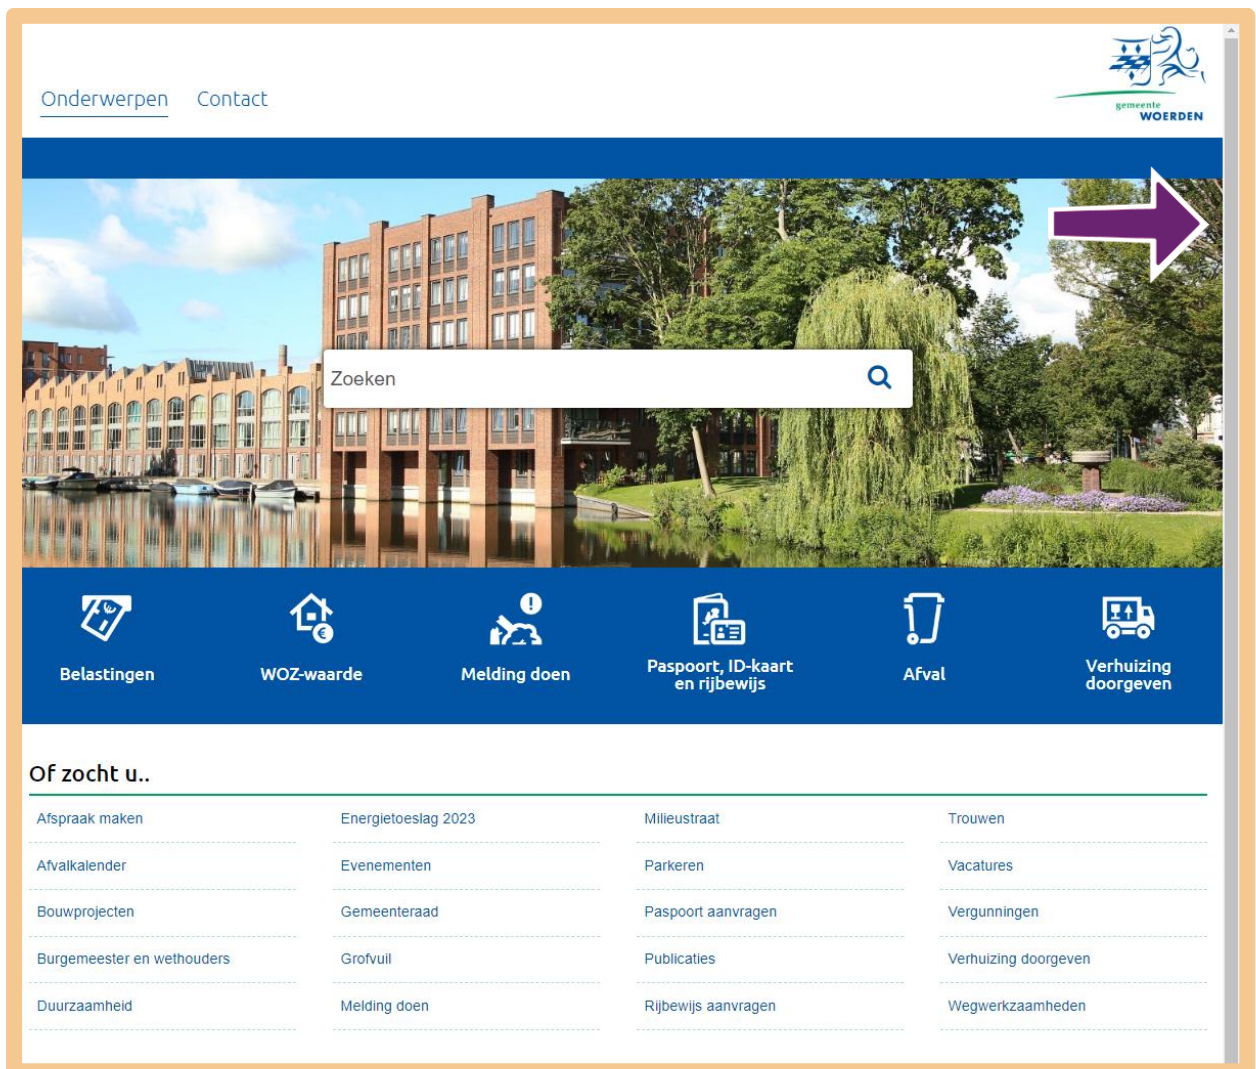 Onderwerpen Contact
gemeente
WOERDEN
Zoeken
Belastingen
WOZ-waarde
Melding doen
Paspoort, ID-kaart
en rijbewijs
Afval
Verhuizing
doorgeven
Of zocht u..
Afspraak maken Energietoeslag 2023 Milieustraat Trouwen
Afvalkalender Evenementen Parkeren Vacatures
Bouwprojecten Gemeenteraad Paspoort aanvragen Vergunningen
Burgemeester en wethouders Grofvuil Publicaties Verhuizing doorgeven
Duurzaamheid Melding doen Rijbewijs aanvragen Wegwerkzaamheden